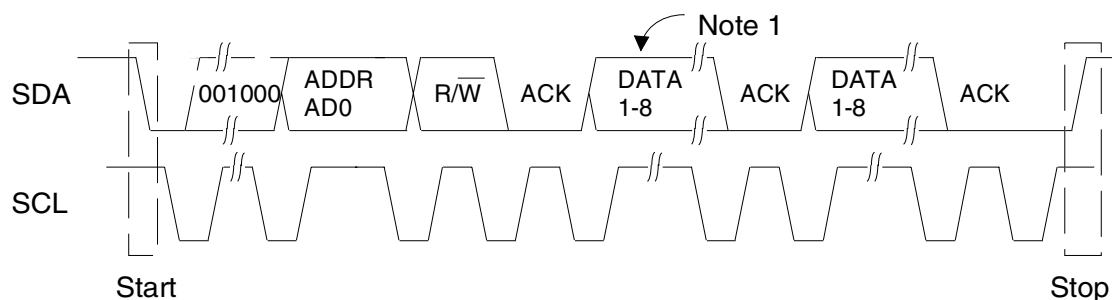 Note 1
SDA
001000
ADDR
AD0
R/W̅
ACK
DATA
1-8
ACK
DATA
1-8
ACK
SCL
Start
Stop